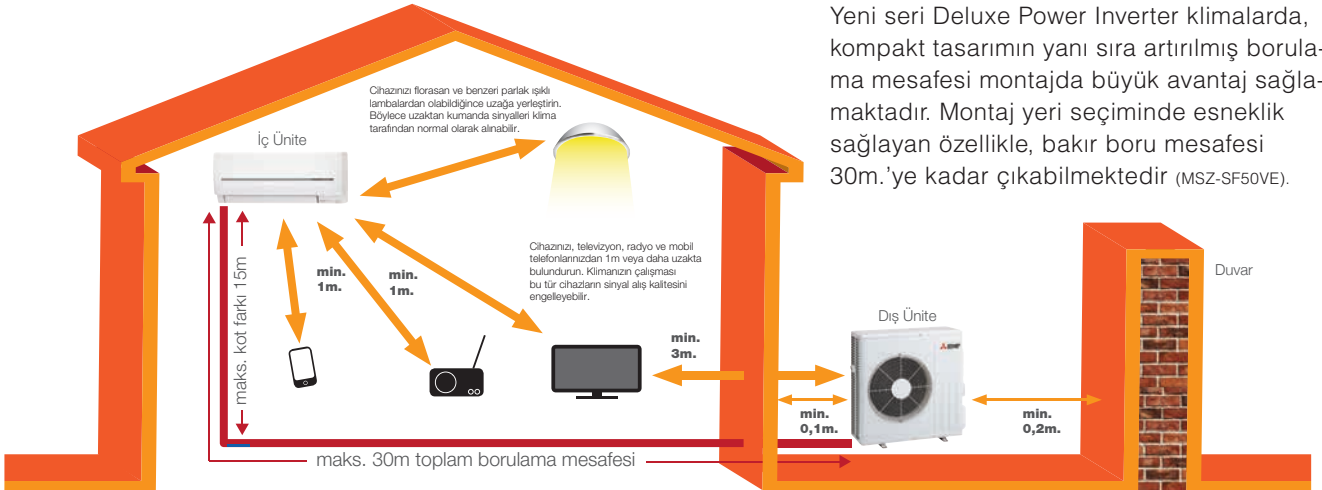 Yeni seri Deluxe Power Inverter klimalarda,
kompakt tasarımın yanı sıra artırılmış borula-
ma mesafesi montajda büyük avantaj sağla-
maktadır. Montaj yeri seçiminde esneklik
sağlayan özellikle, bakır boru mesafesi
30m.'ye kadar çıkabilmektedir (MSZ-SF50VE).
Cihazınızı florasan ve benzeri parlak ışıklı
lambalardan olabildiğince uzağa yerleştirin.
Böylece uzaktan kumanda sinyalleri klima
tarafından normal olarak alınabilir.
İç Ünite
Cihazınızı, televizyon, radyo ve mobil
telefonlarınızdan 1m veya daha uzakta
bulundurun. Klimanızın çalışması
bu tür cihazların sinyal alış kalitesini
engelleyebilir.
maks. kot farkı 15m
min.
1m.
min.
1m.
min.
3m.
Dış Ünite
Duvar
min.
0,1m.
min.
0,2m.
maks. 30m toplam borulama mesafesi